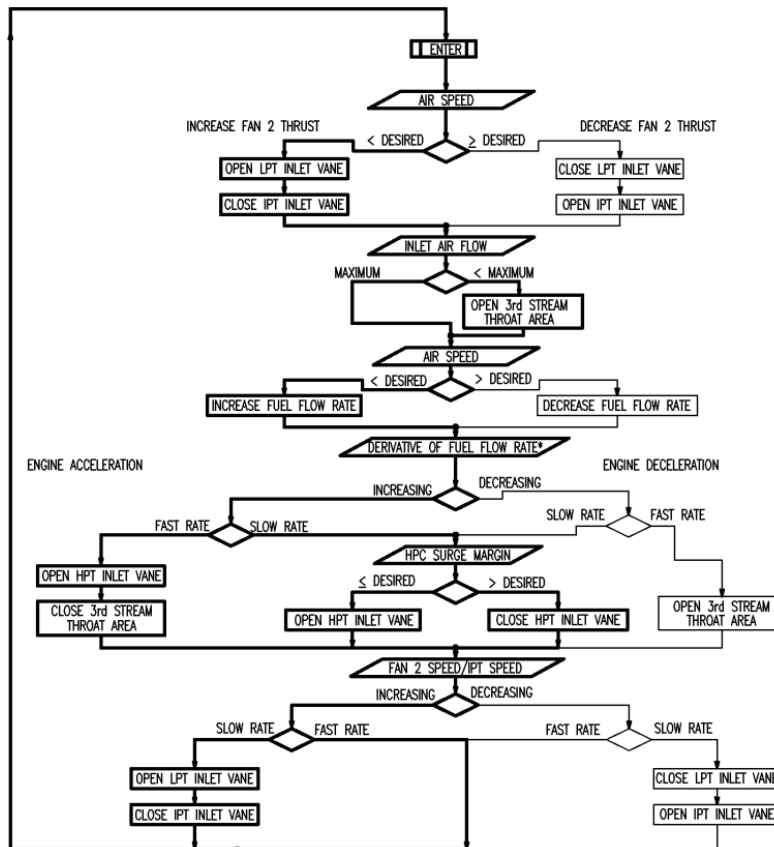 ENTER
AIR SPEED
INCREASE FAN 2 THRUST
DECREASE FAN 2 THRUST
< DESIRED
≥ DESIRED
OPEN LPT INLET VANE
CLOSE LPT INLET VANE
CLOSE IPT INLET VANE
OPEN IPT INLET VANE
INLET AIR FLOW
MAXIMUM
< MAXIMUM
OPEN 3rd STREAM
THROAT AREA
AIR SPEED
< DESIRED
> DESIRED
INCREASE FUEL FLOW RATE
DECREASE FUEL FLOW RATE
DERIVATIVE OF FUEL FLOW RATE*
ENGINE ACCELERATION
ENGINE DECELERATION
INCREASING
DECREASING
FAST RATE
SLOW RATE
SLOW RATE
FAST RATE
HPC SURGE MARGIN
OPEN HPT INLET VANE
≤ DESIRED
> DESIRED
CLOSE 3rd STREAM
THROAT AREA
OPEN HPT INLET VANE
CLOSE HPT INLET VANE
OPEN 3rd STREAM
THROAT AREA
FAN 2 SPEED/IPT SPEED
INCREASING
DECREASING
SLOW RATE
FAST RATE
FAST RATE
SLOW RATE
OPEN LPT INLET VANE
CLOSE LPT INLET VANE
CLOSE IPT INLET VANE
OPEN IPT INLET VANE